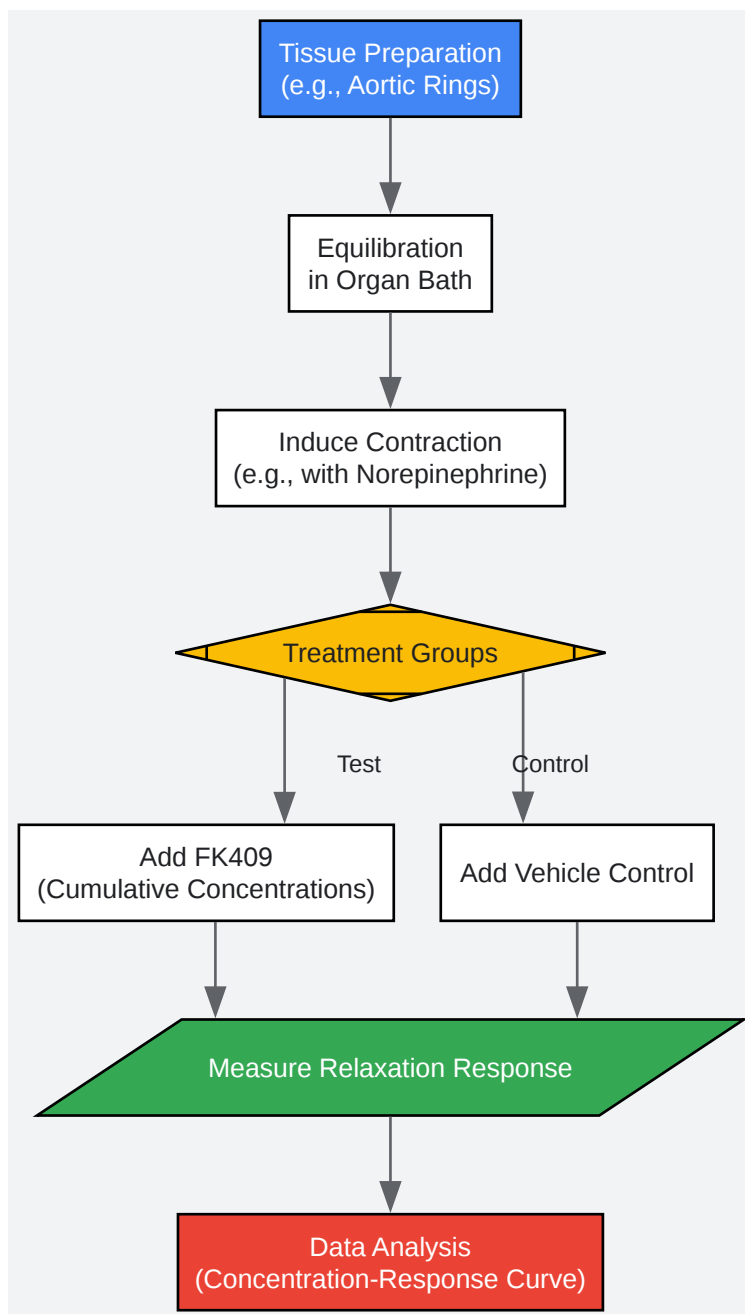 Tissue Preparation
(e.g., Aortic Rings)
Equilibration
in Organ Bath
Induce Contraction
(e.g., with Norepinephrine)
Treatment Groups
Test
Control
Add FK409
(Cumulative Concentrations)
Add Vehicle Control
Measure Relaxation Response
Data Analysis
(Concentration-Response Curve)